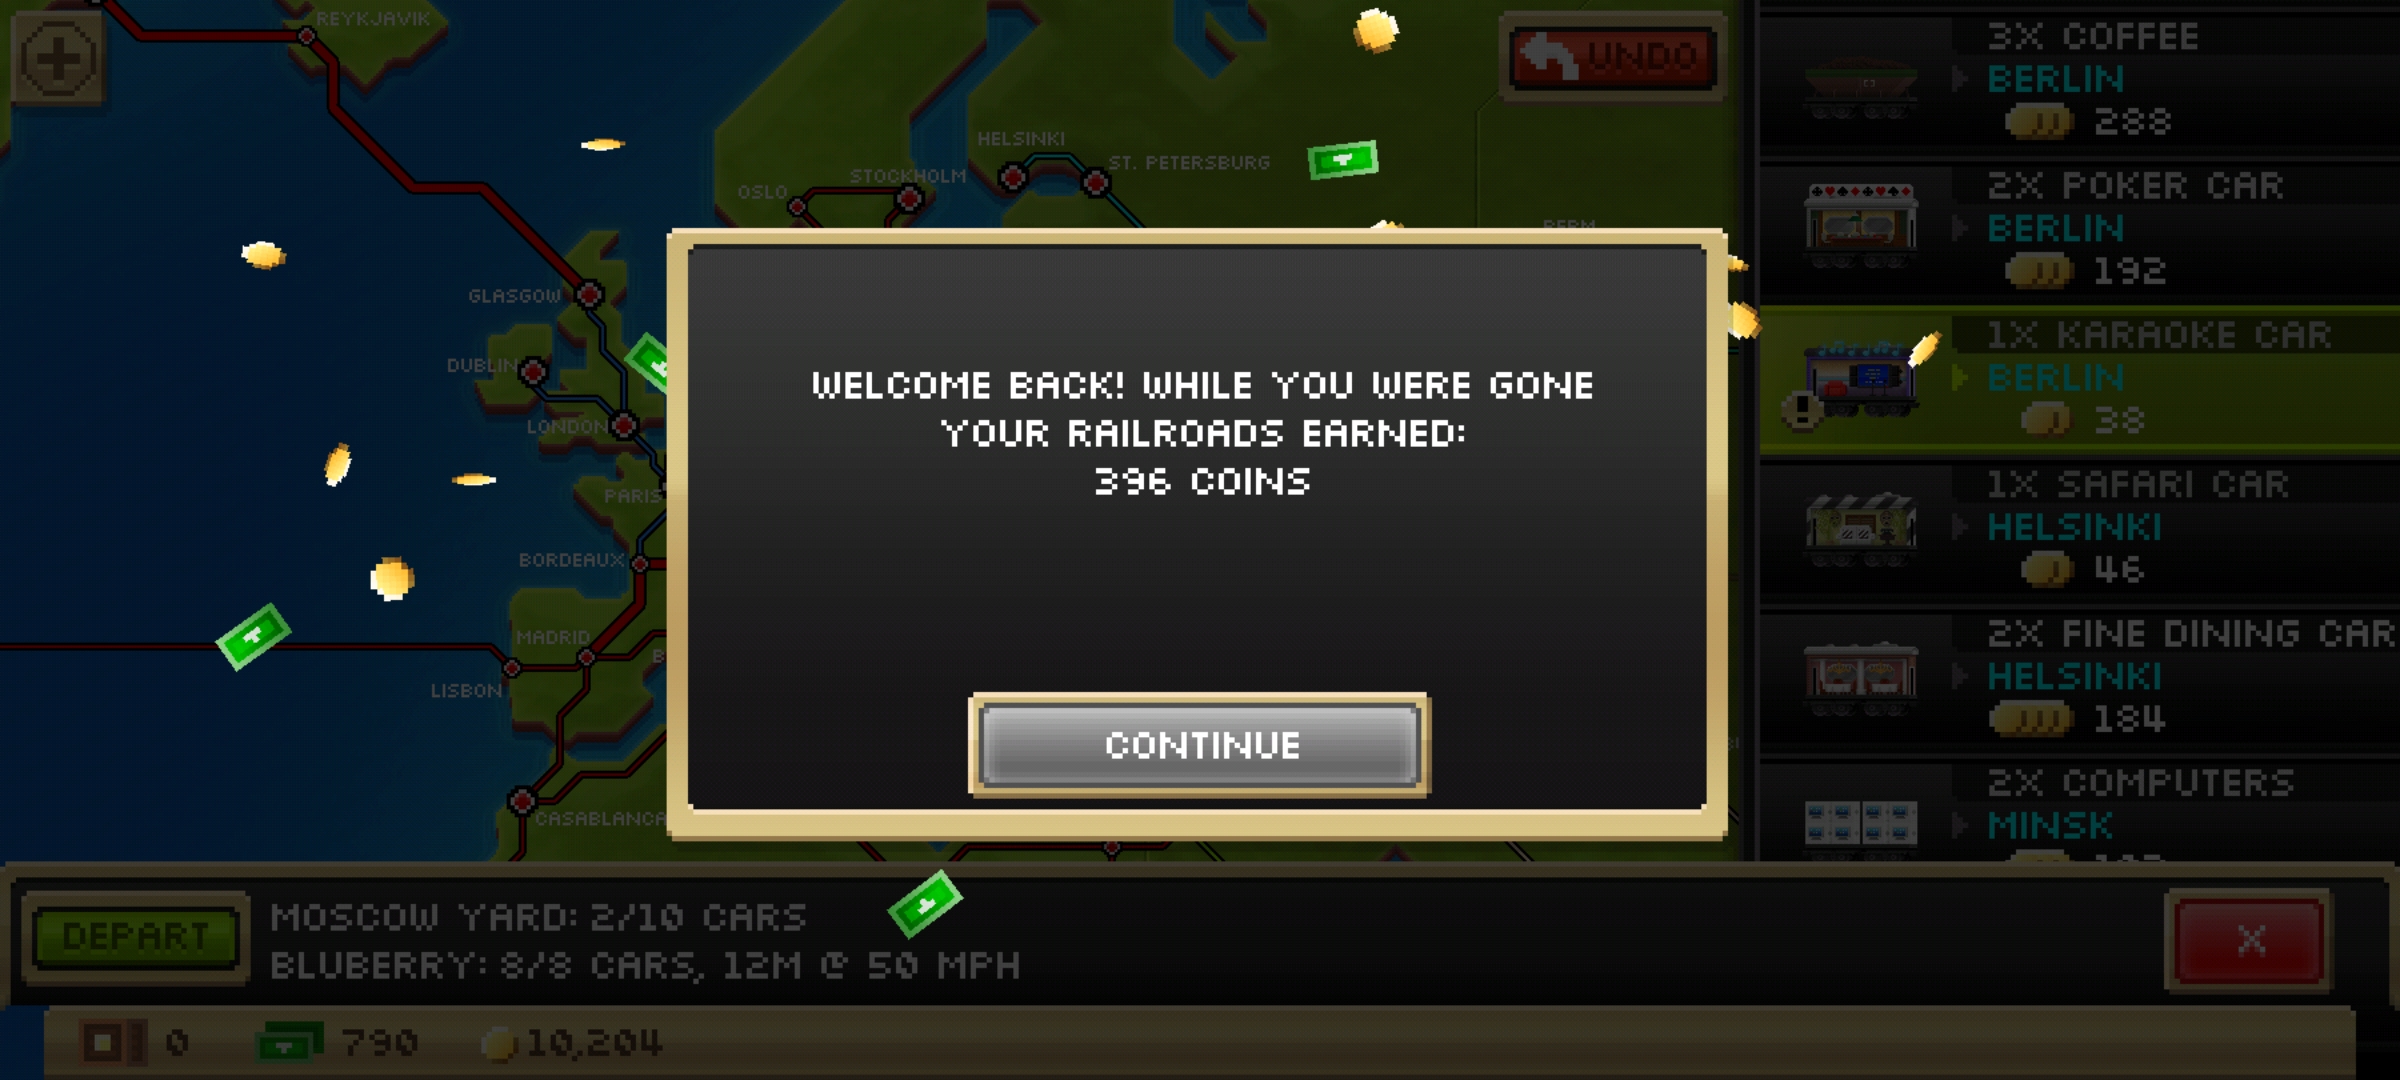 REYKJAVIK
UNDO
HELSINKI
ST. PETERSBURG
STOCKHOLM
OSLO
GLASGOW
DUBLIN
LONDON
PARIS
BORDEAUX
MADRID
LISBON
CASABLANCA
WELCOME BACK! WHILE YOU WERE GONE
YOUR RAILROADS EARNED:
396 COINS
CONTINUE
3X COFFEE
BERLIN
288
2X POKER CAR
BERLIN
192
1X KARAOKE CAR
BERLIN
38
1X SAFARI CAR
HELSINKI
46
2X FINE DINING CAR
HELSINKI
184
2X COMPUTERS
MINSK
DEPART
MOSCOW YARD: 2/10 CARS
BLUBERRY: 8/8 CARS, 12M @ 50 MPH
X
0
790
10,204